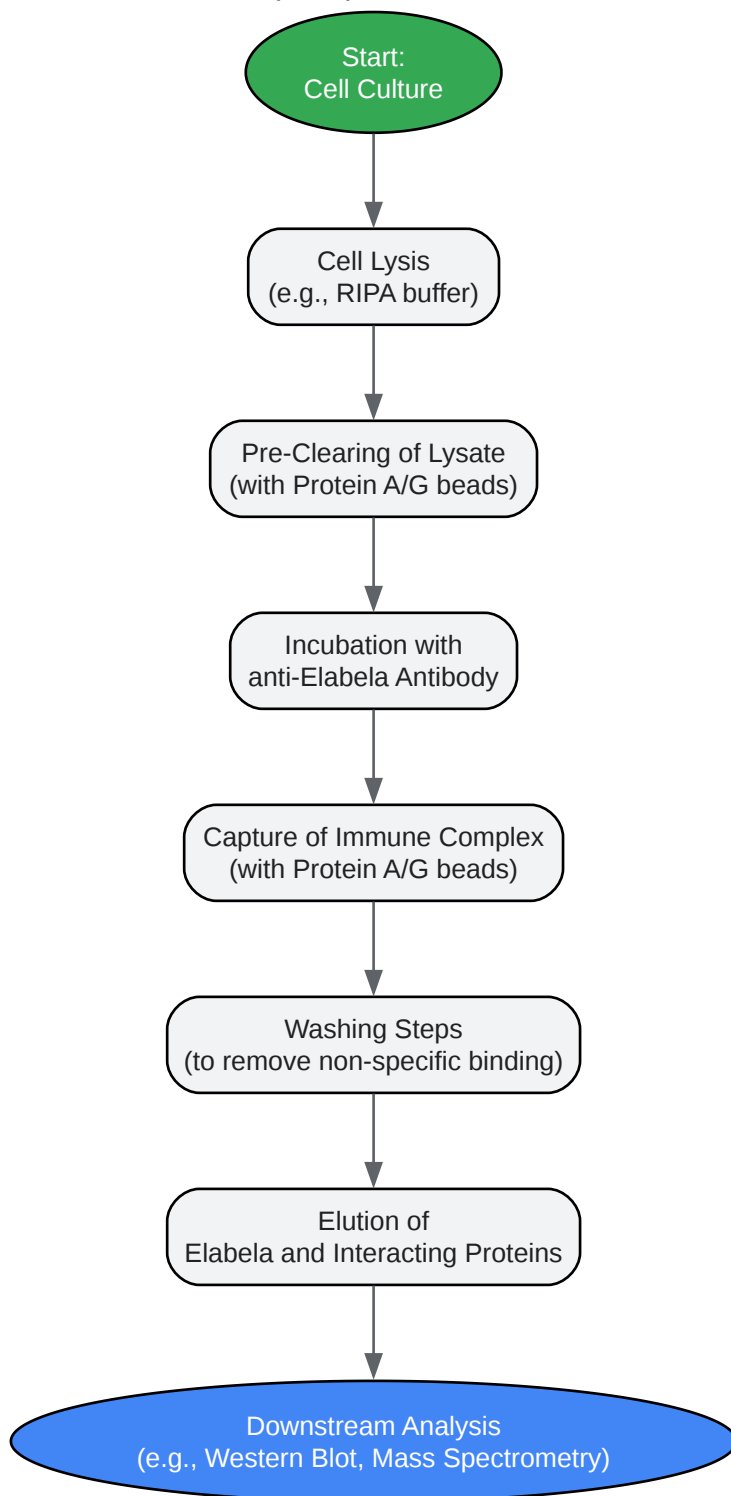 Start:
Cell Culture
Cell Lysis
(e.g., RIPA buffer)
Pre-Clearing of Lysate
(with Protein A/G beads)
Incubation with
anti-Elabela Antibody
Capture of Immune Complex
(with Protein A/G beads)
Washing Steps
(to remove non-specific binding)
Elution of
Elabela and Interacting Proteins
Downstream Analysis
(e.g., Western Blot, Mass Spectrometry)